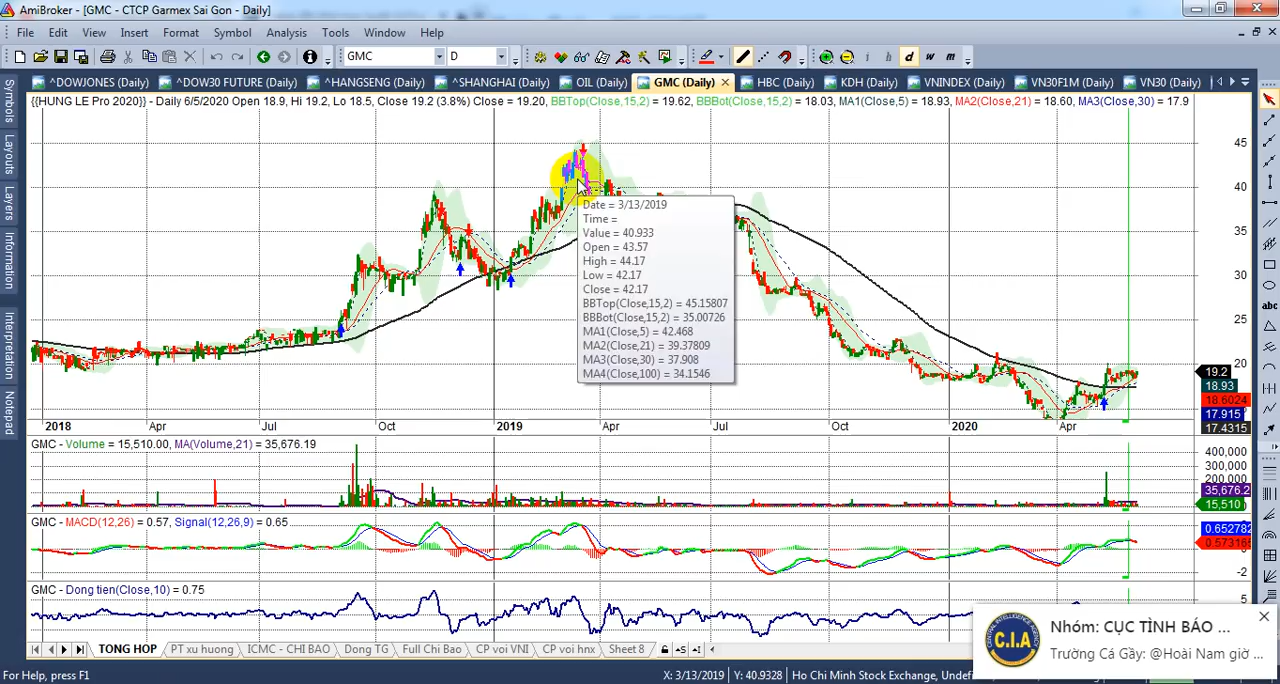 AmiBroker - [GMC - CTCP Garmex Sai Gon - Daily]
File Edit View Insert Format Symbol Analysis Tools Window Help
GMC D i h d w m
^DOWJONES (Daily) ^DOW30 FUTURE (Daily) ^HANGSENG (Daily) ^SHANGHAI (Daily) OIL (Daily) GMC (Daily) HBC (Daily) KDH (Daily) VNINDEX (Daily) VN30F1M (Daily) VN30 (Daily)
{{HUNG LE Pro 2020}} - Daily 6/5/2020 Open 18.9, Hi 19.2, Lo 18.5, Close 19.2 (3.8%) Close = 19.20, BBTop(Close,15,2) = 19.62, BBBot(Close,15,2) = 18.03, MA1(Close,5) = 18.93, MA2(Close,21) = 18.60, MA3(Close,30) = 17.9
Symbols
Layouts
Layers
Information
Interpretation
Notepad
abc
45
40
35
30
25
20
19.2
18.93
18.6024
17.915
17.4315
Date = 3/13/2019
Time =
Value = 40.933
Open = 43.57
High = 44.17
Low = 42.17
Close = 42.17
BBTop(Close,15,2) = 45.15807
BBBot(Close,15,2) = 35.00726
MA1(Close,5) = 42.468
MA2(Close,21) = 39.37809
MA3(Close,30) = 37.908
MA4(Close,100) = 34.1546
2018 Apr Jul Oct 2019 Apr Jul Oct 2020 Apr
GMC - Volume = 15,510.00, MA(Volume,21) = 35,676.19
400,000
300,000
200,000
35,676.2
15,510
GMC - MACD(12,26) = 0.57, Signal(12,26,9) = 0.65
0.652782
0.573165
-2
GMC - Dong tien(Close,10) = 0.75
5
TONG HOP PT xu huong ICMC - CHI BAO Dong TG Full Chi Bao CP voi VNI CP voi hnx Sheet 8
CENTRAL INTELLIGENCE AGENCY
C.I.A
Nhóm: CỤC TÌNH BÁO ...
Trường Cá Gầy: @Hoài Nam giờ ...
For Help, press F1 X: 3/13/2019 Y: 40.9328 Ho Chi Minh Stock Exchange, Undef